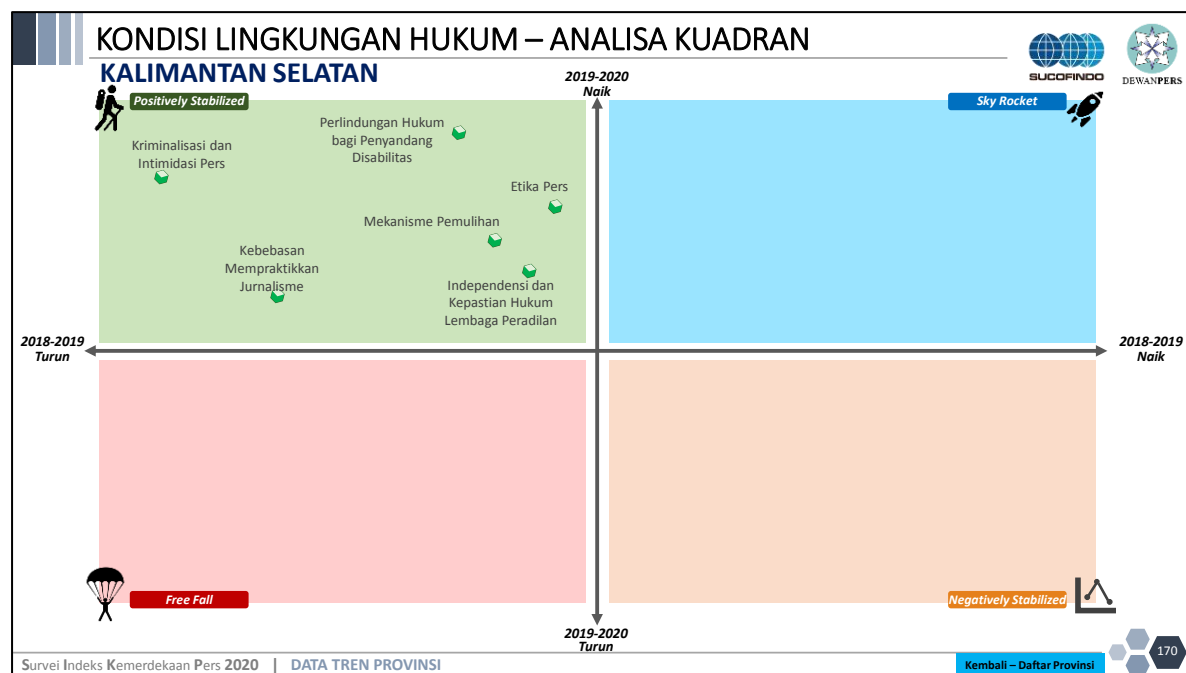 KONDISI LINGKUNGAN HUKUM – ANALISA KUADRAN
KALIMANTAN SELATAN
SUCOFINDO
DEWANPERS
2019-2020
Naik
Positively Stabilized
Sky Rocket
Perlindungan Hukum
bagi Penyandang
Disabilitas
Kriminalisasi dan
Intimidasi Pers
Etika Pers
Mekanisme Pemulihan
Kebebasan
Mempraktikkan
Jurnalisme
Independensi dan
Kepastian Hukum
Lembaga Peradilan
2018-2019
Turun
2018-2019
Naik
Free Fall
Negatively Stabilized
2019-2020
Turun
Survei Indeks Kemerdekaan Pers 2020 | DATA TREN PROVINSI
Kembali – Daftar Provinsi
170